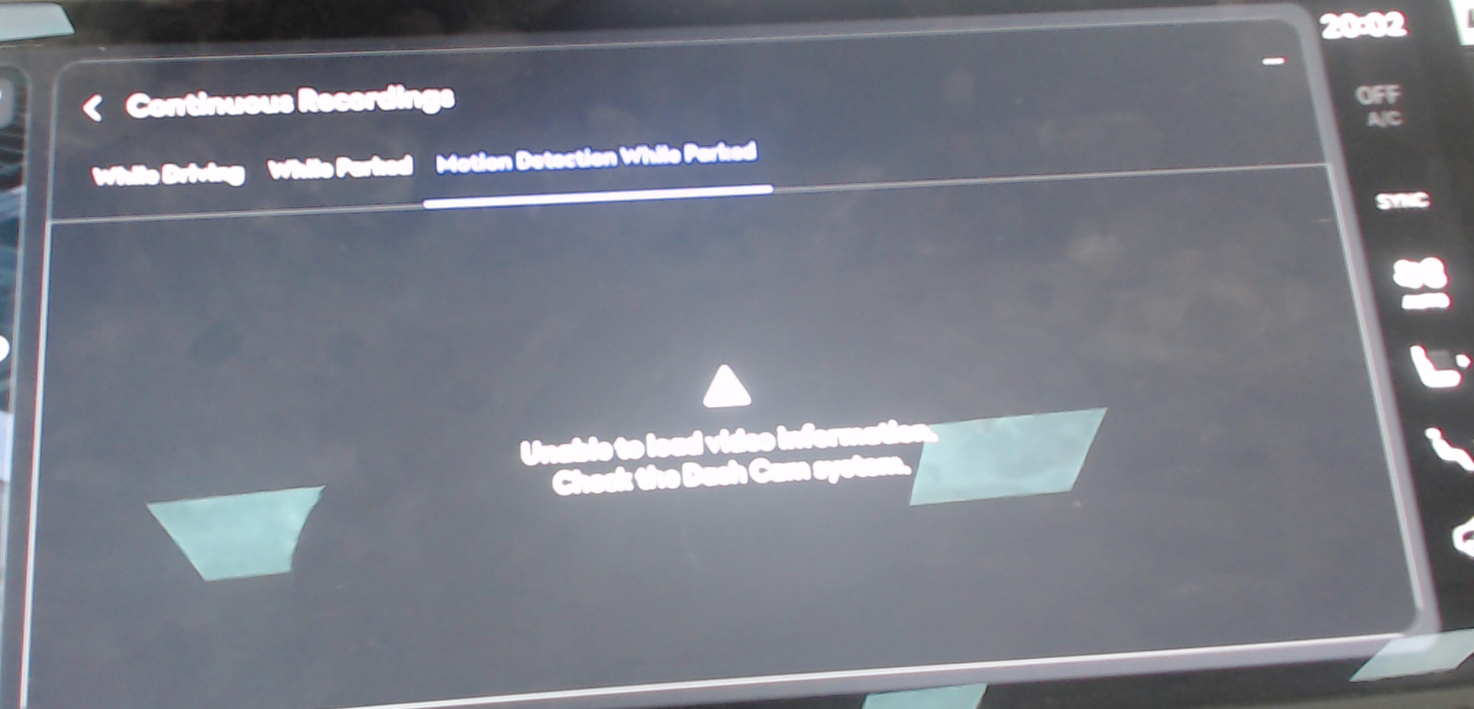 20:02
Continuous Recordings
OFF
A/C
While Driving While Parked Motion Detection While Parked
SYNC
AUTO
Unable to load video information.
Check the Dash Cam system.